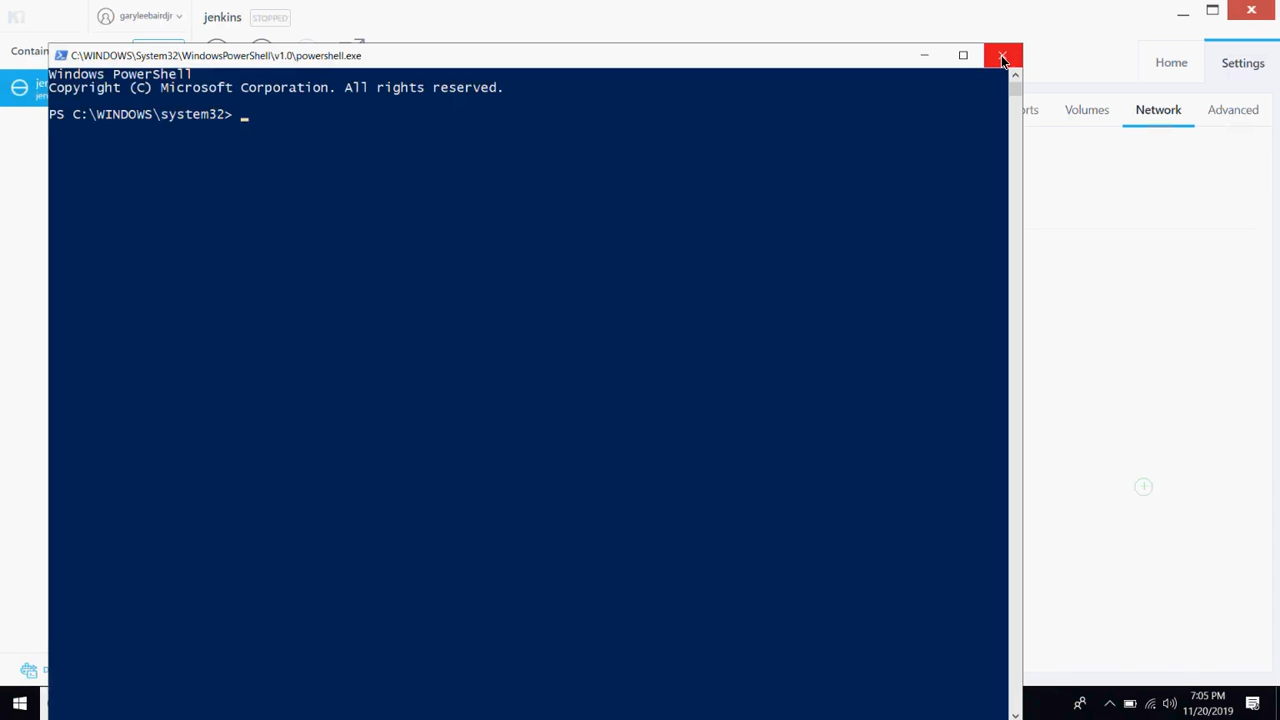 garyleebairdjr
jenkins
STOPPED
Contain
C:\WINDOWS\System32\WindowsPowerShell\v1.0\powershell.exe
Home
Settings
Windows PowerShell
Copyright (C) Microsoft Corporation. All rights reserved.
PS C:\WINDOWS\system32>
Volumes
Network
Advanced
7:05 PM
11/20/2019